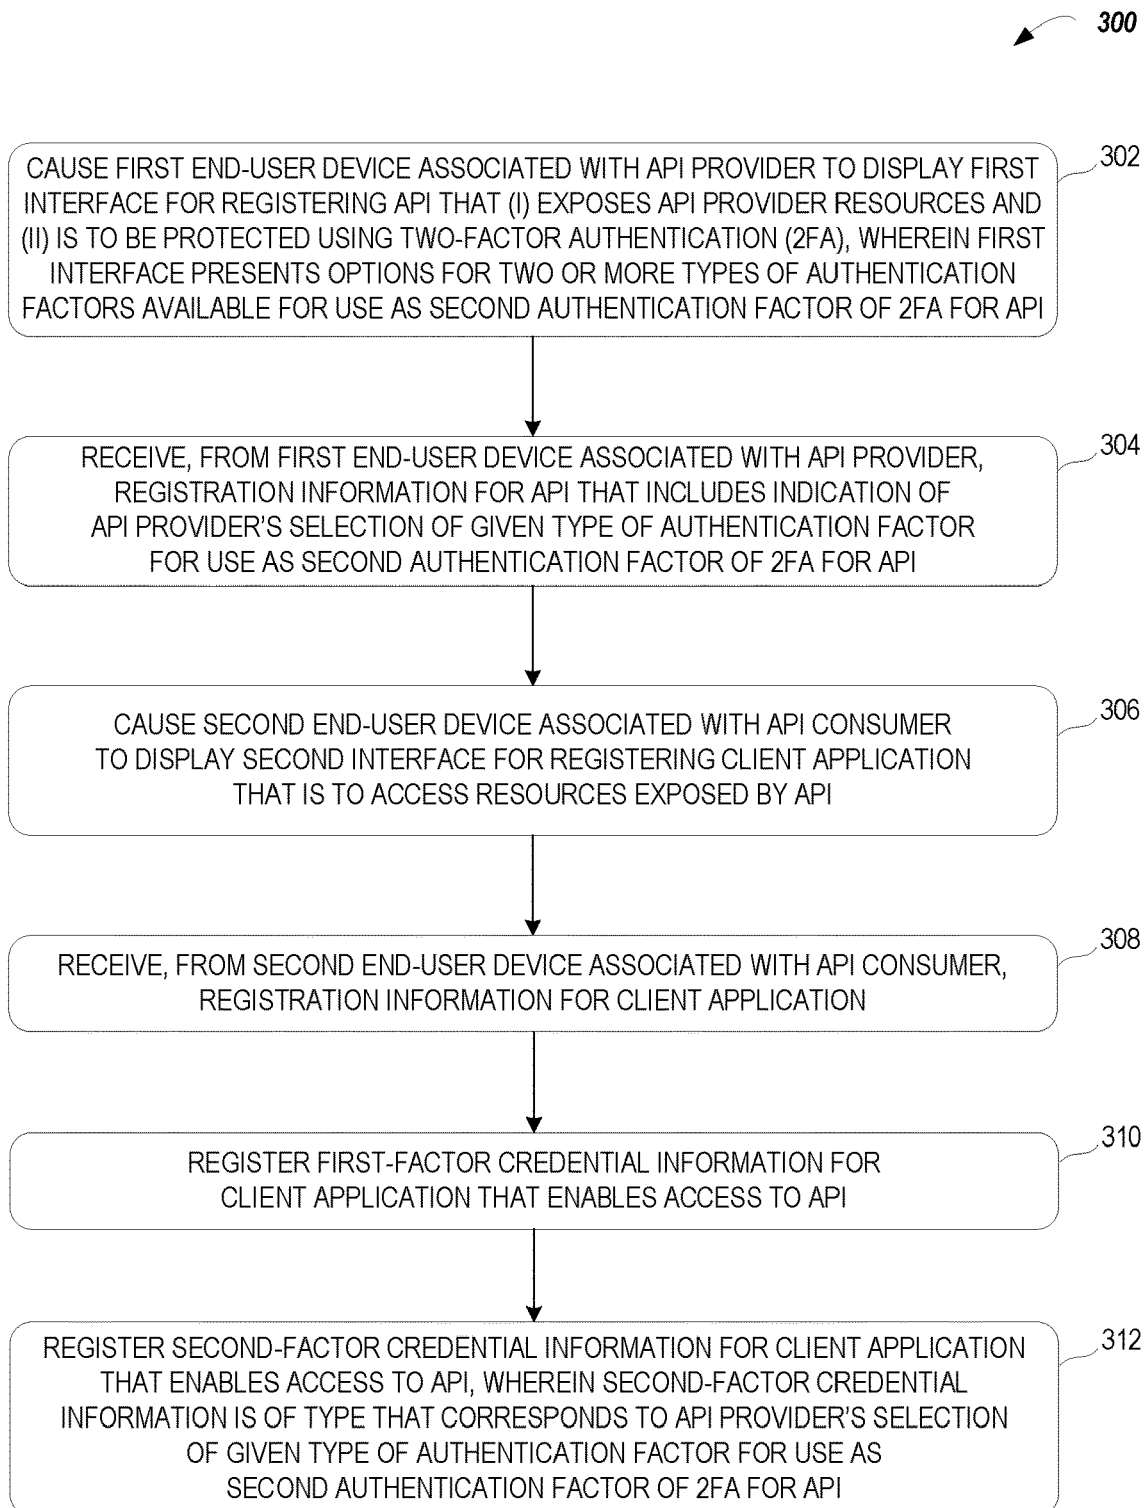 300
302
CAUSE FIRST END-USER DEVICE ASSOCIATED WITH API PROVIDER TO DISPLAY FIRST
INTERFACE FOR REGISTERING API THAT (I) EXPOSES API PROVIDER RESOURCES AND
(II) IS TO BE PROTECTED USING TWO-FACTOR AUTHENTICATION (2FA), WHEREIN FIRST
INTERFACE PRESENTS OPTIONS FOR TWO OR MORE TYPES OF AUTHENTICATION
FACTORS AVAILABLE FOR USE AS SECOND AUTHENTICATION FACTOR OF 2FA FOR API
304
RECEIVE, FROM FIRST END-USER DEVICE ASSOCIATED WITH API PROVIDER,
REGISTRATION INFORMATION FOR API THAT INCLUDES INDICATION OF
API PROVIDER'S SELECTION OF GIVEN TYPE OF AUTHENTICATION FACTOR
FOR USE AS SECOND AUTHENTICATION FACTOR OF 2FA FOR API
306
CAUSE SECOND END-USER DEVICE ASSOCIATED WITH API CONSUMER
TO DISPLAY SECOND INTERFACE FOR REGISTERING CLIENT APPLICATION
THAT IS TO ACCESS RESOURCES EXPOSED BY API
308
RECEIVE, FROM SECOND END-USER DEVICE ASSOCIATED WITH API CONSUMER,
REGISTRATION INFORMATION FOR CLIENT APPLICATION
310
REGISTER FIRST-FACTOR CREDENTIAL INFORMATION FOR
CLIENT APPLICATION THAT ENABLES ACCESS TO API
312
REGISTER SECOND-FACTOR CREDENTIAL INFORMATION FOR CLIENT APPLICATION
THAT ENABLES ACCESS TO API, WHEREIN SECOND-FACTOR CREDENTIAL
INFORMATION IS OF TYPE THAT CORRESPONDS TO API PROVIDER'S SELECTION
OF GIVEN TYPE OF AUTHENTICATION FACTOR FOR USE AS
SECOND AUTHENTICATION FACTOR OF 2FA FOR API